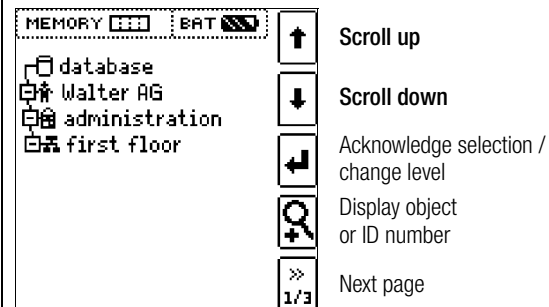 MEMORY BAT
Scroll up
database
Walter AG
Scroll down
administration
first floor
Acknowledge selection /
change level
Display object
or ID number
»
1/3
Next page